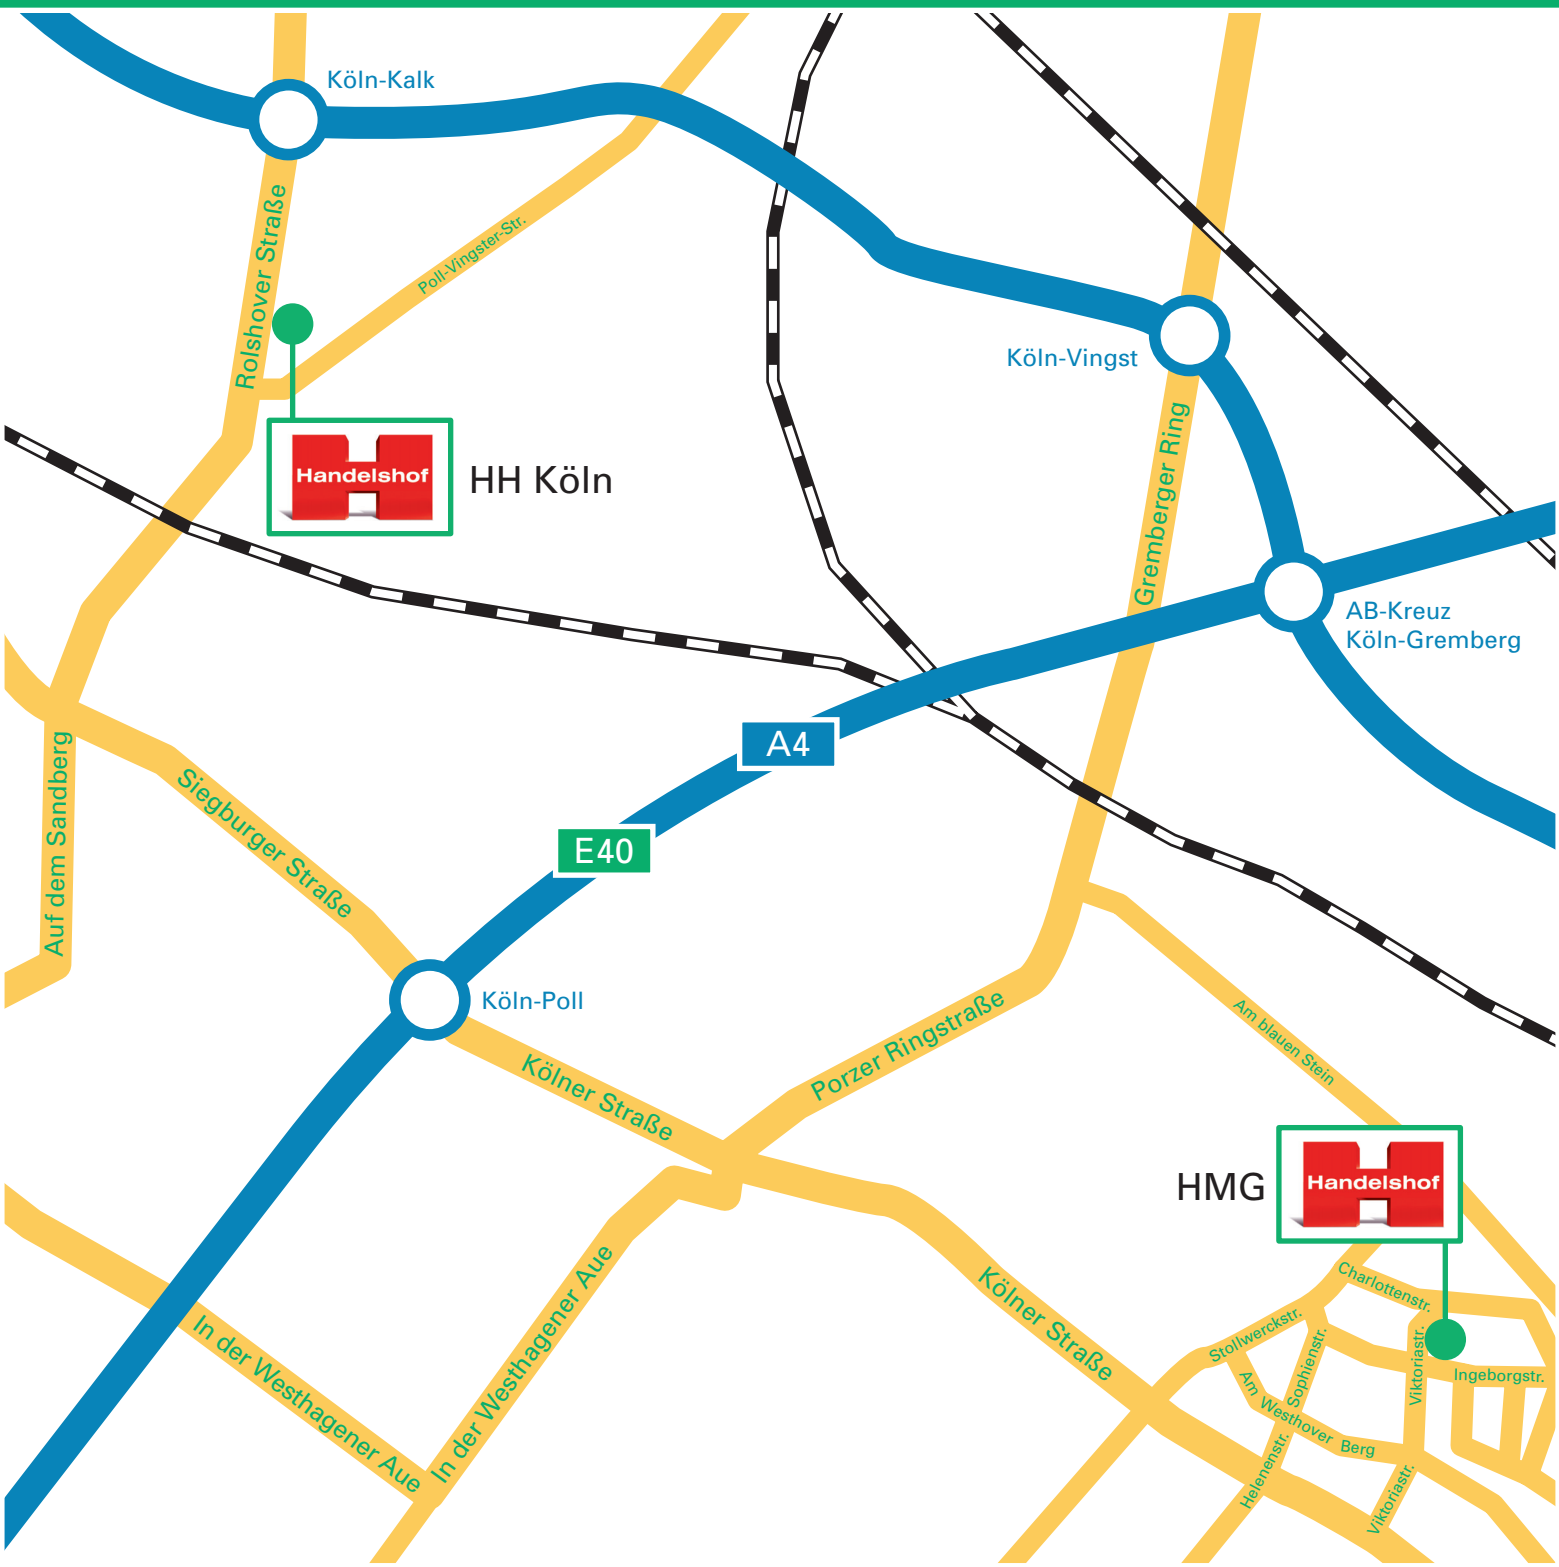 Köln-Kalk
Rolshover Straße
Poll-Vingster-Str.
Köln-Vingst
Handelshof
HH Köln
Gremberger Ring
AB-Kreuz
Köln-Gremberg
A4
E40
Auf dem Sandberg
Siegburger Straße
Köln-Poll
Kölner Straße
Porzer Ringstraße
Am blauen Stein
HMG
Handelshof
In der Westhagener Aue
In der Westhagener Aue
Kölner Straße
Charlottenstr.
Stollwerckstr.
Sophienstr.
Viktoriastr.
Ingeborgstr.
Am Westhover Berg
Helenenstr.
Viktoriastr.